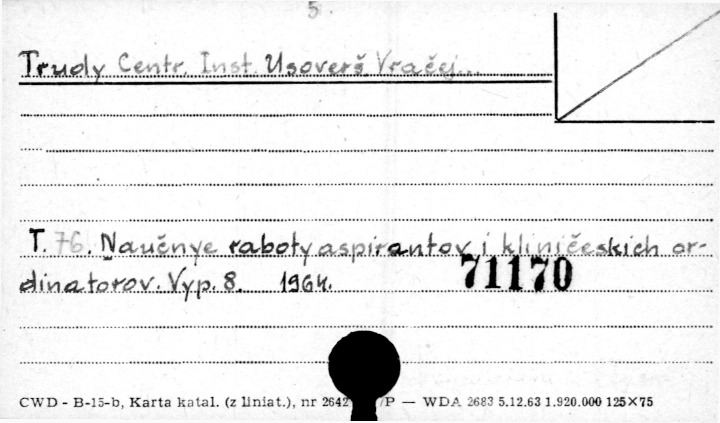 5.
Trudy Centr. Inst. Usoverš. Vračej...
T. 76. Naučnye raboty aspirantov i kliničeskich or-
dinatorov. Vyp. 8. 1964.
71170
CWD - B-15-b, Karta katal. (z liniat.), nr 2642 /P — WDA 2683 5.12.63 1.920.000 125×75